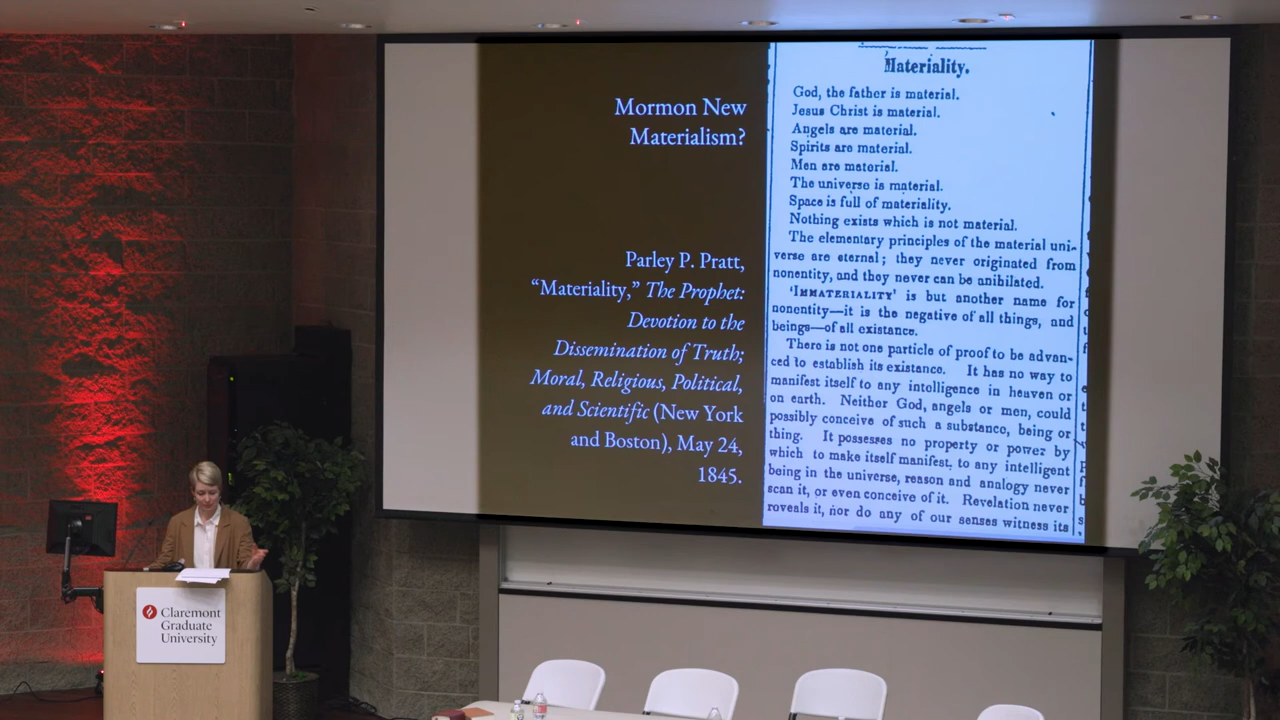 Mormon New
Materialism?
Parley P. Pratt,
“Materiality,” The Prophet:
Devotion to the
Dissemination of Truth;
Moral, Religious, Political,
and Scientific (New York
and Boston), May 24,
1845.
Materiality.
God, the father is material.
Jesus Christ is material.
Angels are material.
Spirits are material.
Men are material.
The universe is material.
Space is full of materiality.
Nothing exists which is not material.
The elementary principles of the material uni-
verse are eternal; they never originated from
nonentity, and they never can be anihilated.
‘IMMATERIALITY’ is but another name for
nonentity—it is the negative of all things, and
beings—of all existance.
There is not one particle of proof to be advan-
ced to establish its existance. It has no way to
manifest itself to any intolligence in heaven or
on earth. Neither God, angels or men, could
possibly conceive of such a substance, being or
thing. It possesses no property or power by
which to make itself manifest, to any intelligent
being in the universe, reason and analogy never
scan it, or even conceive of it. Revelation never
roveals it, nor do any of our senses witness its
Claremont
Graduate
University